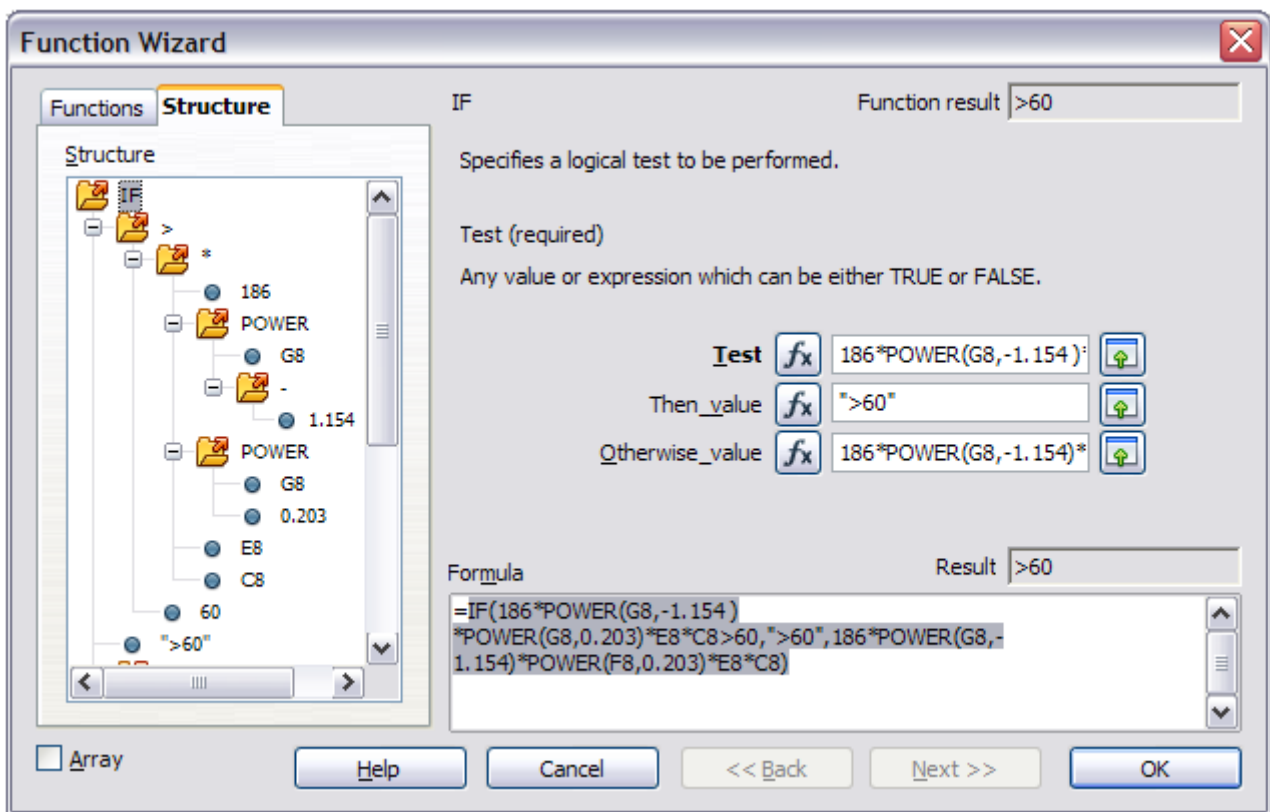 Function Wizard
Functions
Structure
Structure
IF
>
*
186
POWER
G8
-
1.154
POWER
G8
0.203
E8
C8
60
">60"
IF
Function result >60
Specifies a logical test to be performed.
Test (required)
Any value or expression which can be either TRUE or FALSE.
Test fx 186*POWER(G8,-1.154 )*
Then_value fx ">60"
Otherwise_value fx 186*POWER(G8,-1.154)*
Formula
Result >60
=IF(186*POWER(G8,-1.154 )
*POWER(G8,0.203)*E8*C8>60,">60",186*POWER(G8,-
1.154)*POWER(F8,0.203)*E8*C8)
Array
Help
Cancel
<< Back
Next >>
OK